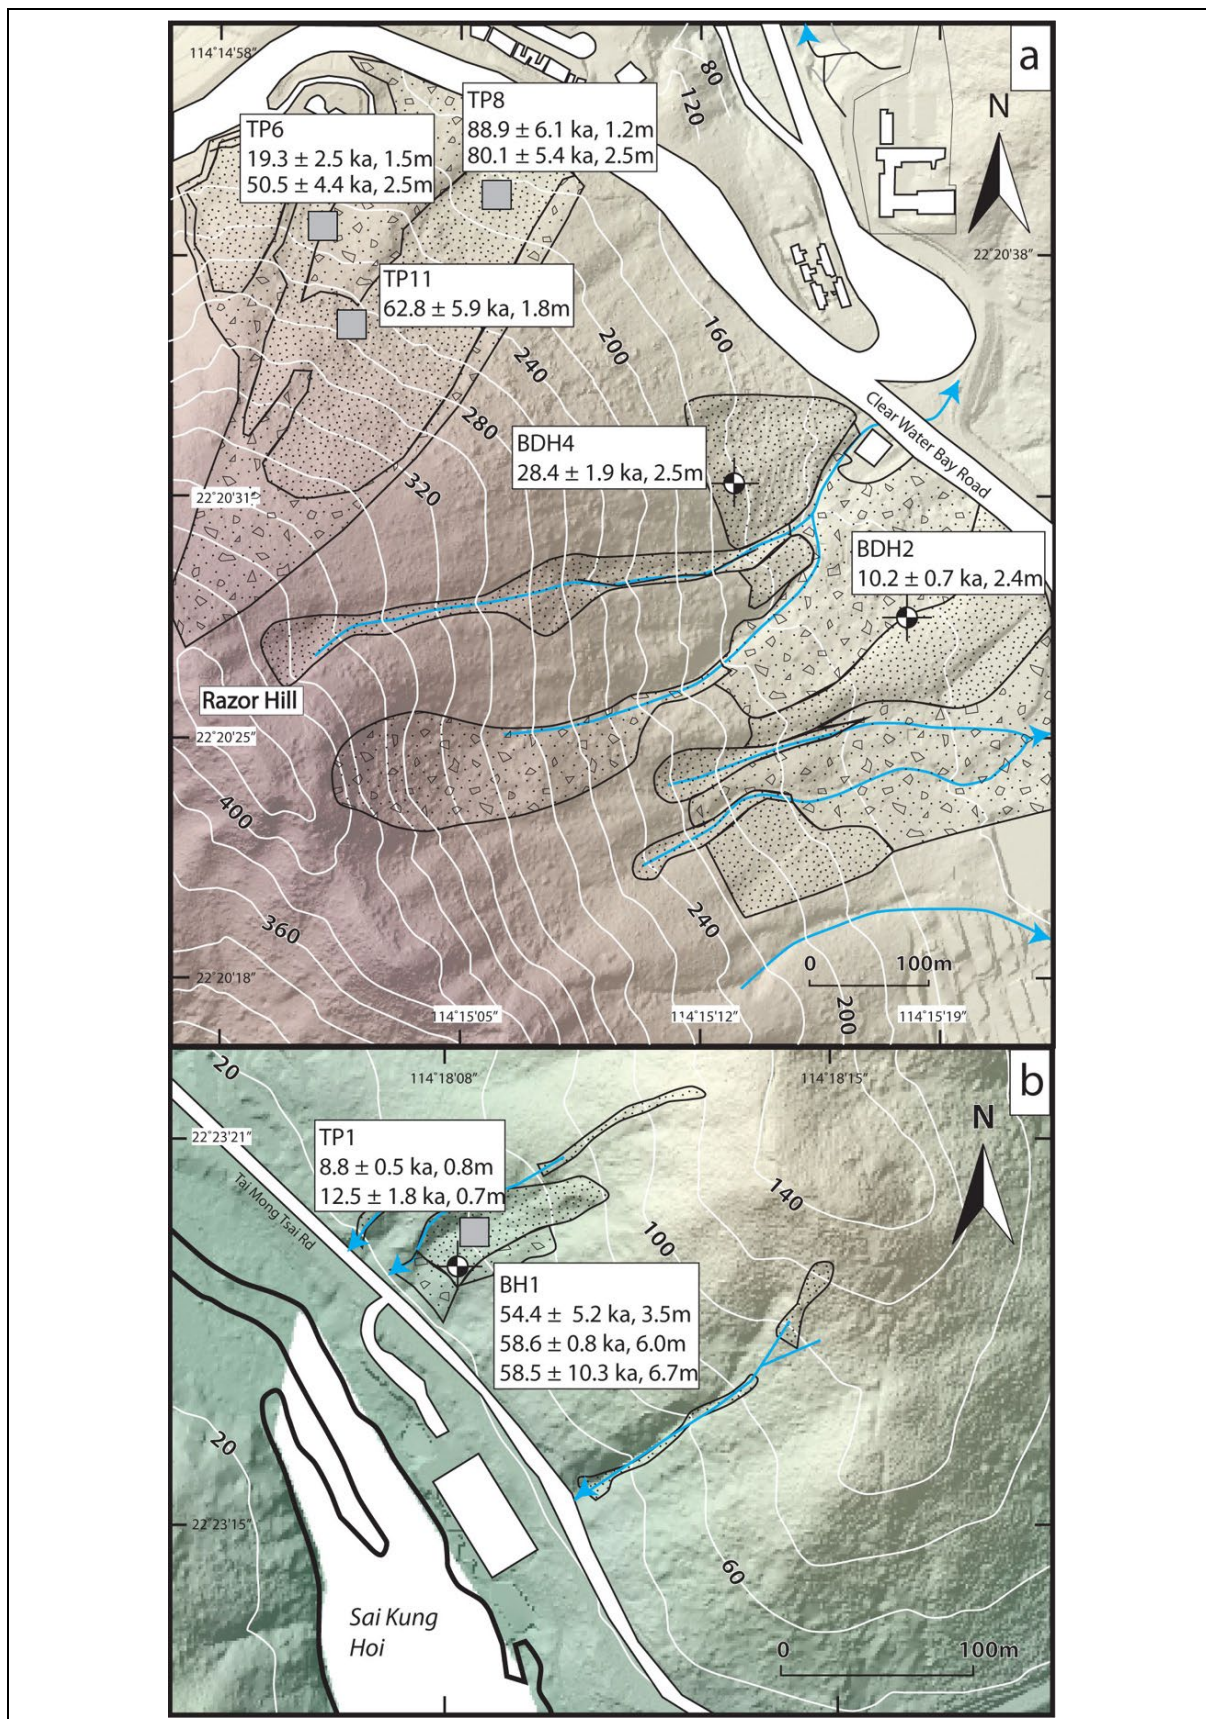 a
114°14'58"
80
120
TP8
88.9 ± 6.1 ka, 1.2m
80.1 ± 5.4 ka, 2.5m
TP6
19.3 ± 2.5 ka, 1.5m
50.5 ± 4.4 ka, 2.5m
N
22°20'38"
TP11
62.8 ± 5.9 ka, 1.8m
160
200
240
280
320
Clear Water Bay Road
BDH4
28.4 ± 1.9 ka, 2.5m
22°20'31"
BDH2
10.2 ± 0.7 ka, 2.4m
Razor Hill
22°20'25"
400
360
240
22°20'18"
0 100m
200
114°15'05"
114°15'12"
114°15'19"
b
20
114°18'08"
114°18'15"
22°23'21"
TP1
8.8 ± 0.5 ka, 0.8m
12.5 ± 1.8 ka, 0.7m
N
Tai Mong Tsai Rd
140
100
BH1
54.4 ± 5.2 ka, 3.5m
58.6 ± 0.8 ka, 6.0m
58.5 ± 10.3 ka, 6.7m
20
22°23'15"
60
Sai Kung
Hoi
0 100m